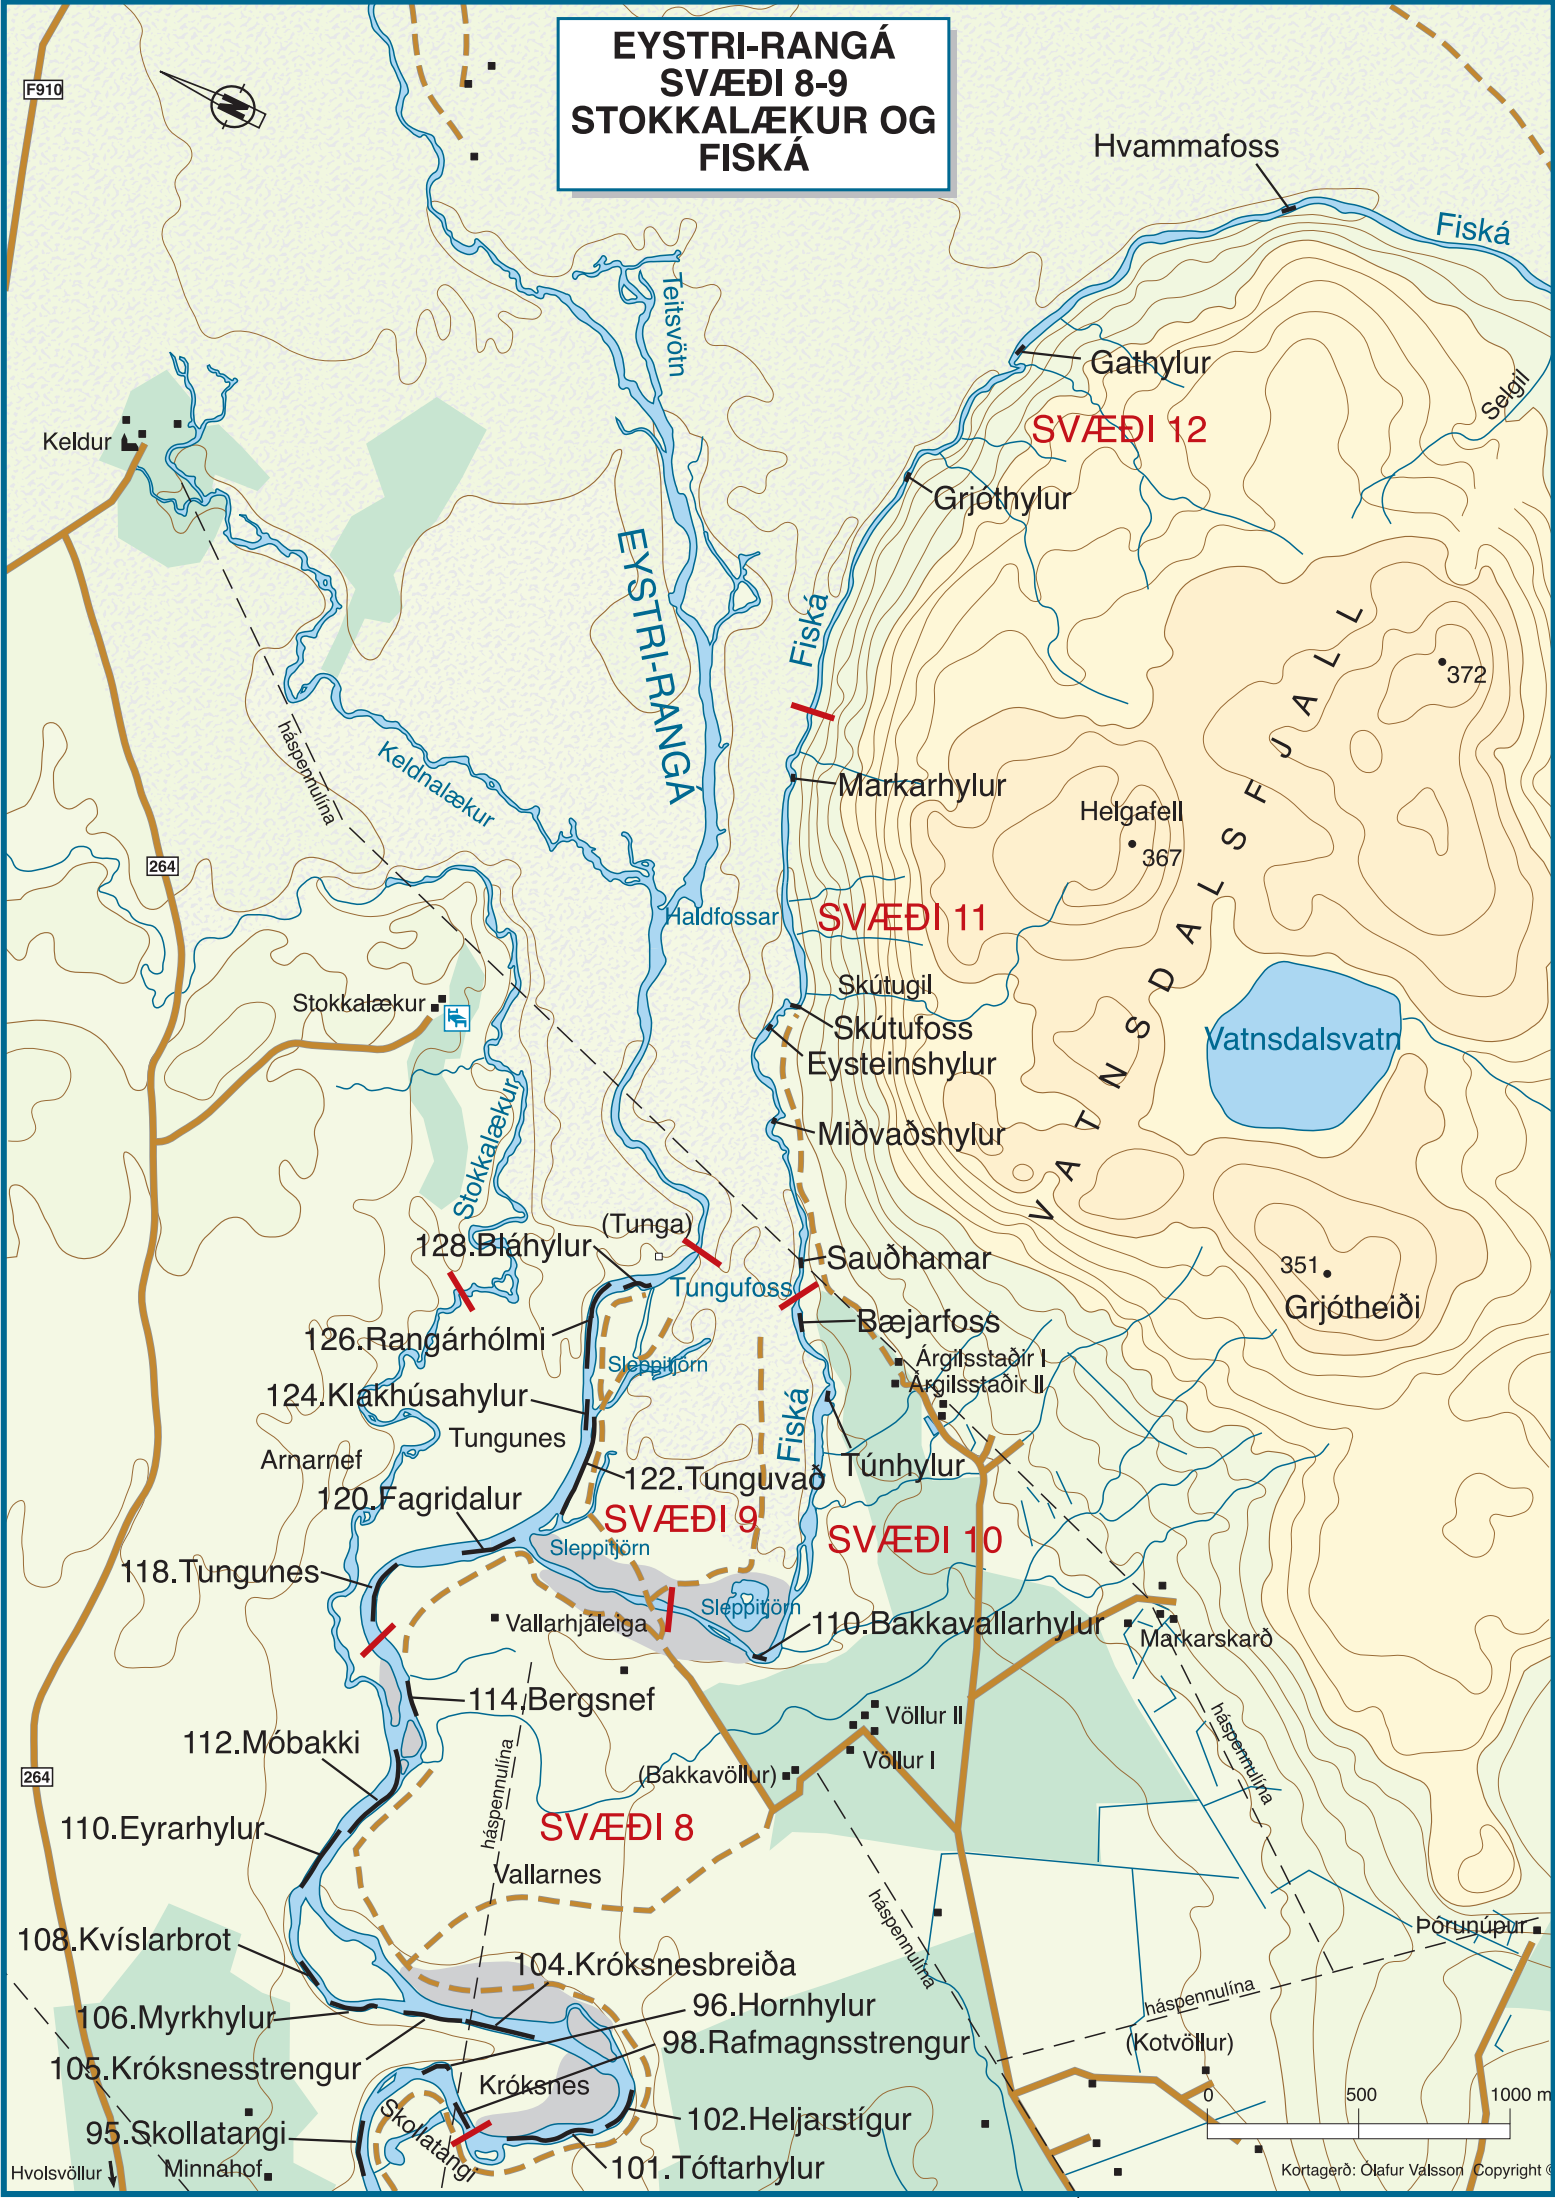 EYSTRI-RANGÁ
SVÆÐI 8-9
STOKKALÆKUR OG
FISKÁ
F910
N
Hvammafoss
Fiská
Teitsvötn
Gathylur
Selgil
SVÆÐI 12
Keldur
Grjóthylur
EYSTRI-RANGÁ
Fiská
372
háspennulína
Keldnalækur
Markarhylur
Helgafell
367
VATNSDALSFJALL
264
Haldfossar
SVÆÐI 11
Skútugil
Stokkalækur
Skútufoss
Vatnsdalsvatn
Eysteinshylur
Stokkalækur
Miðvaðshylur
(Tunga)
128.Bláhylur
Sauðhamar
351
Tungufoss
Grjótheiði
Bæjarfoss
126.Rangárhólmi
Sleppitjörn
Árgilsstaðir I
Árgilsstaðir II
124.Klakhúsahylur
Fiská
Tungunes
Arnarnef
Túnhylur
122.Tunguvað
120.Fagridalur
SVÆÐI 9
SVÆÐI 10
Sleppitjörn
118.Tungunes
Sleppitjörn
Vallarhjáleiga
110.Bakkavallarhylur
Markarskarð
114.Bergsnef
Völlur II
háspennulína
112.Móbakki
háspennulína
Völlur I
264
(Bakkavöllur)
110.Eyrarhylur
SVÆÐI 8
Vallarnes
háspennulína
Þórunúpur
108.Kvíslarbrot
104.Króksnesbreiða
háspennulína
96.Hornhylur
106.Myrkhylur
98.Rafmagnsstrengur
(Kotvöllur)
105.Króksnesstrengur
Króksnes
0 500 1000 m
Skollatangi
102.Heljarstígur
95.Skollatangi
Minnahof
101.Tóftarhylur
Hvolsvöllur
Kortagerð: Ólafur Valsson Copyright ©